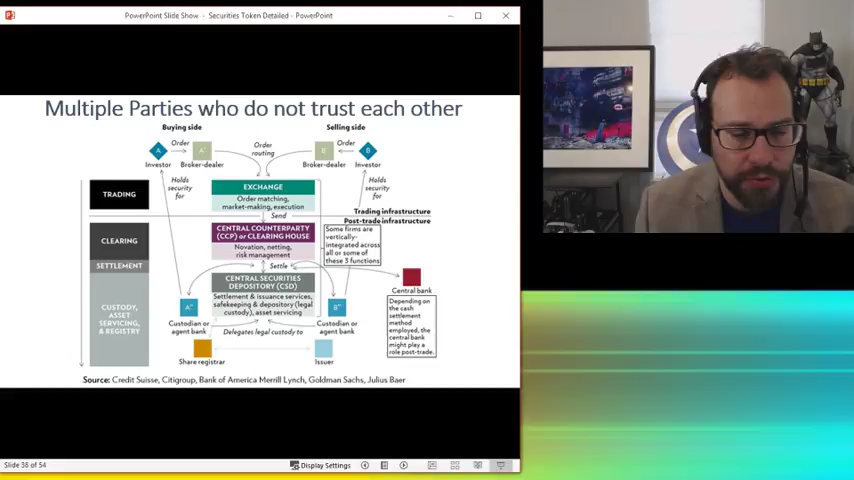 PowerPoint Slide Show - Securities Token Detailed - PowerPoint
Multiple Parties who do not trust each other
Buying side
Selling side
A
Order
A'
Order
routing
B'
Order
B
Investor
Broker-dealer
Broker-dealer
Investor
Holds
security
for
Holds
security
for
TRADING
EXCHANGE
Order matching,
market-making, execution
Send
Trading infrastructure
Post-trade infrastructure
CLEARING
CENTRAL COUNTERPARTY
(CCP) or CLEARING HOUSE
Novation, netting,
risk management
Some firms are
vertically-
integrated across
all or some of
these 3 functions
SETTLEMENT
Settle
CENTRAL SECURITIES
DEPOSITORY (CSD)
Settlement & issuance services,
safekeeping & depository (legal
custody), asset servicing
Central bank
CUSTODY,
ASSET
SERVICING,
& REGISTRY
A"
B"
Custodian or
agent bank
Delegates legal custody to
Custodian or
agent bank
Depending on
the cash
settlement
method
employed, the
central bank
might play a
role post-trade.
Share registrar
Issuer
Source: Credit Suisse, Citigroup, Bank of America Merrill Lynch, Goldman Sachs, Julius Baer
Slide 38 of 54
Display Settings